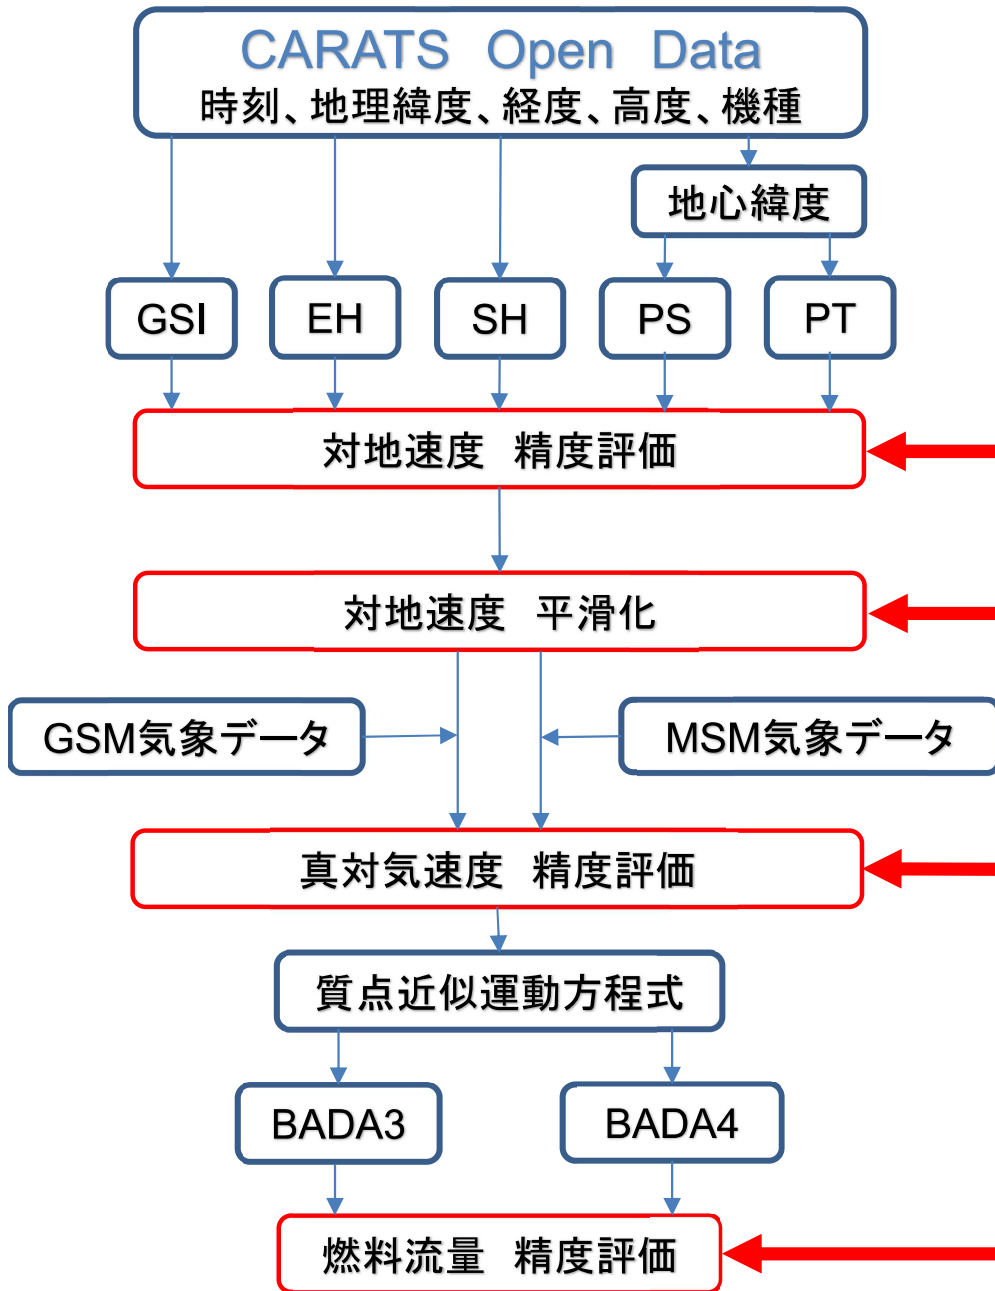 CARATS Open Data
時刻、地理緯度、経度、高度、機種
地心緯度
GSI
EH
SH
PS
PT
対地速度　精度評価
対地速度　平滑化
GSM気象データ
MSM気象データ
真対気速度　精度評価
質点近似運動方程式
BADA3
BADA4
燃料流量　精度評価